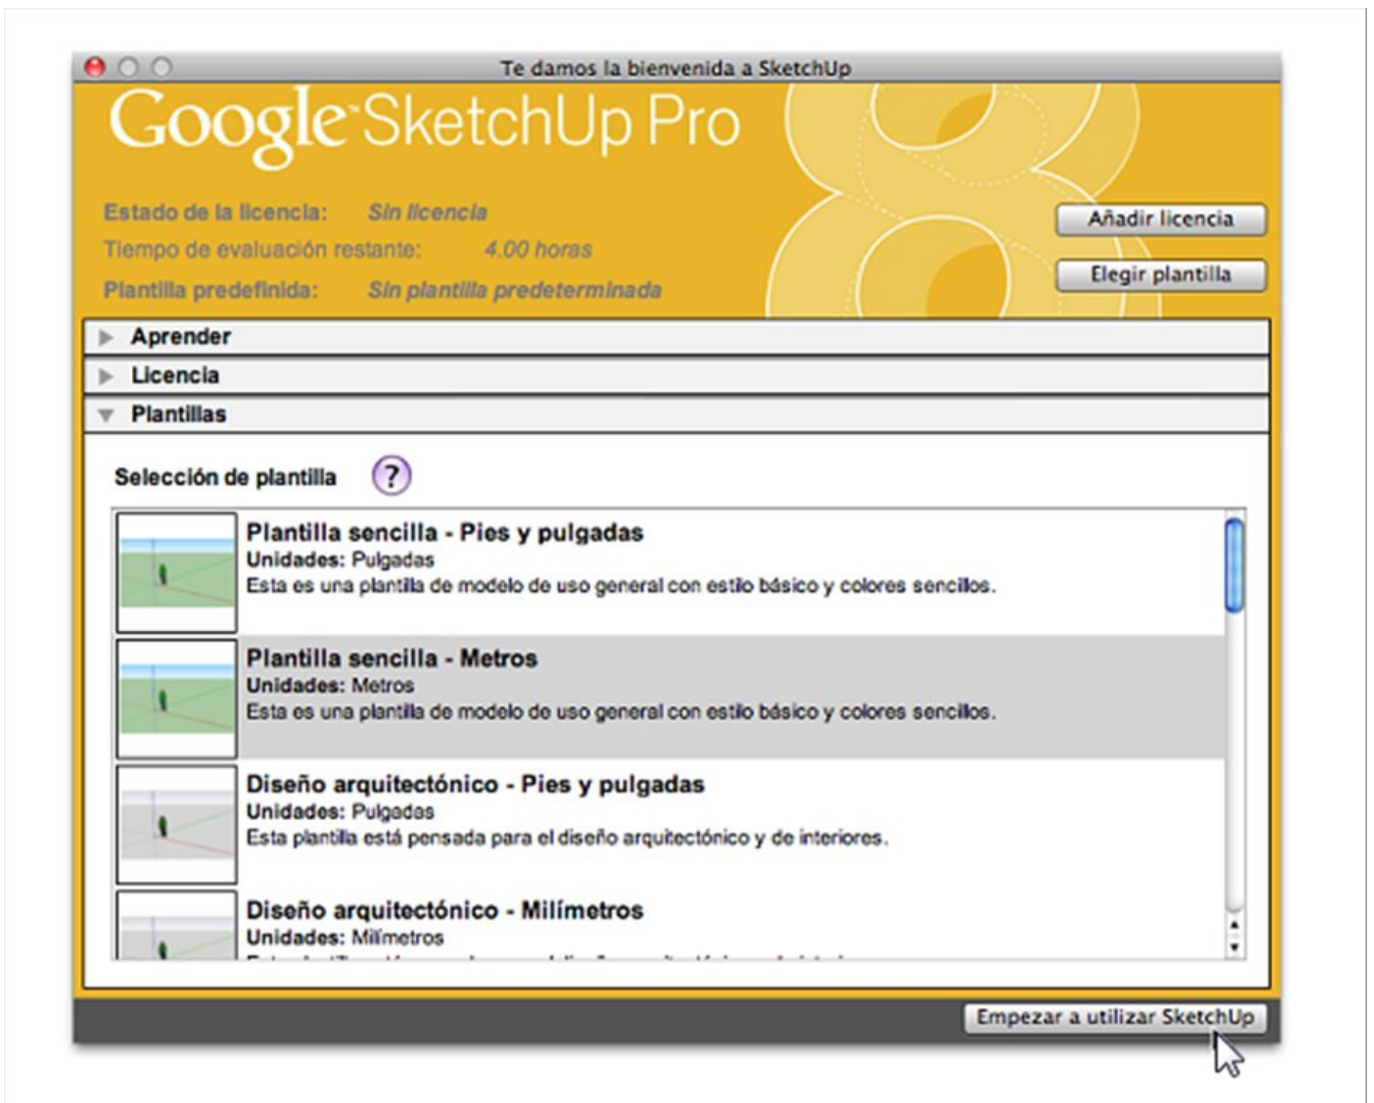 Te damos la bienvenida a SketchUp
Google™ SketchUp Pro
8
Estado de la licencia: Sin licencia
Añadir licencia
Tiempo de evaluación restante: 4.00 horas
Elegir plantilla
Plantilla predefinida: Sin plantilla predeterminada
Aprender
Licencia
Plantillas
Selección de plantilla ?
Plantilla sencilla - Pies y pulgadas
Unidades: Pulgadas
Esta es una plantilla de modelo de uso general con estilo básico y colores sencillos.
Plantilla sencilla - Metros
Unidades: Metros
Esta es una plantilla de modelo de uso general con estilo básico y colores sencillos.
Diseño arquitectónico - Pies y pulgadas
Unidades: Pulgadas
Esta plantilla está pensada para el diseño arquitectónico y de interiores.
Diseño arquitectónico - Milímetros
Unidades: Milímetros
Empezar a utilizar SketchUp